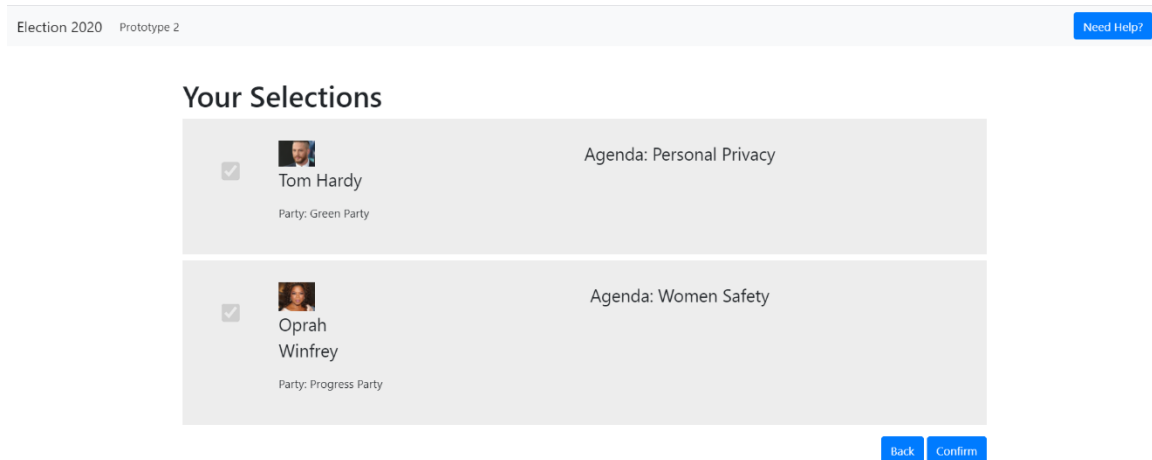 Election 2020 Prototype 2 Need Help?
Your Selections
Tom Hardy
Party: Green Party
Agenda: Personal Privacy
Oprah
Winfrey
Party: Progress Party
Agenda: Women Safety
Back Confirm